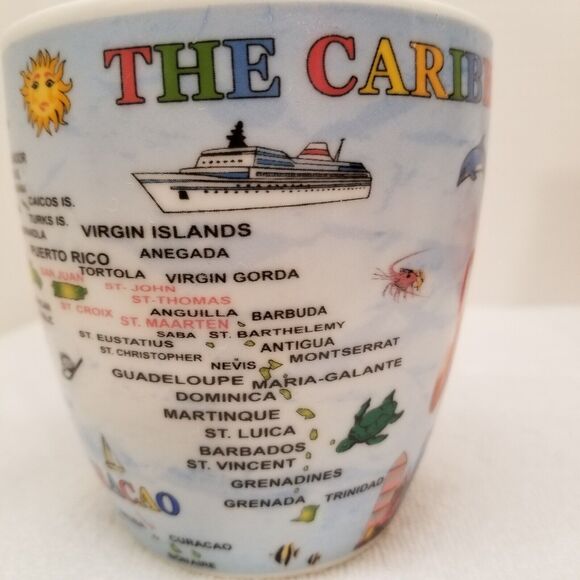 THE CARIB
CAICOS IS.
TURKS IS.
VIRGIN ISLANDS
PUERTO RICO
ANEGADA
SAN JUAN
TORTOLA
VIRGIN GORDA
ST- JOHN
ST-THOMAS
ST. CROIX
ANGUILLA
BARBUDA
ST. MAARTEN
SABA
ST. BARTHELEMY
ST. EUSTATIUS
ANTIGUA
ST. CHRISTOPHER
MONTSERRAT
NEVIS
GUADELOUPE
MARIA-GALANTE
DOMINICA
MARTINQUE
ST. LUICA
BARBADOS
ST. VINCENT
GRENADINES
GRENADA
TRINIDAD
ACAO
CURACAO
BONAIRE